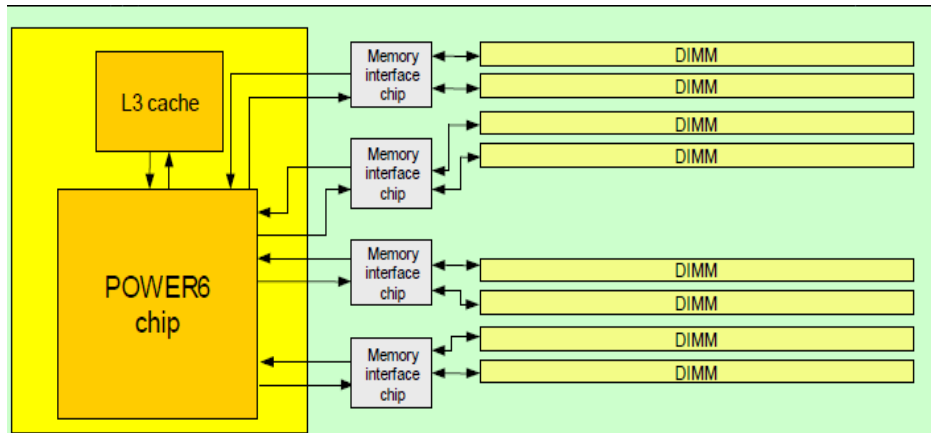 L3 cache
POWER6
chip
Memory
interface
chip
DIMM
DIMM
Memory
interface
chip
DIMM
DIMM
Memory
interface
chip
DIMM
DIMM
Memory
interface
chip
DIMM
DIMM